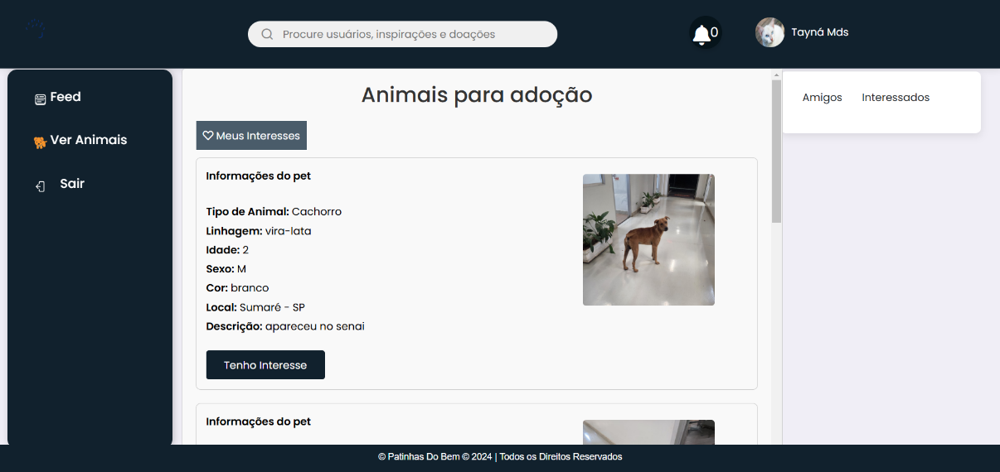 Procure usuários, inspirações e doações
0
Tayná Mds
Feed
Ver Animais
Sair
Animais para adoção
Meus Interesses
Informações do pet
Tipo de Animal: Cachorro
Linhagem: vira-lata
Idade: 2
Sexo: M
Cor: branco
Local: Sumaré - SP
Descrição: apareceu no senai
Tenho Interesse
Informações do pet
Amigos Interessados
© Patinhas Do Bem © 2024 | Todos os Direitos Reservados